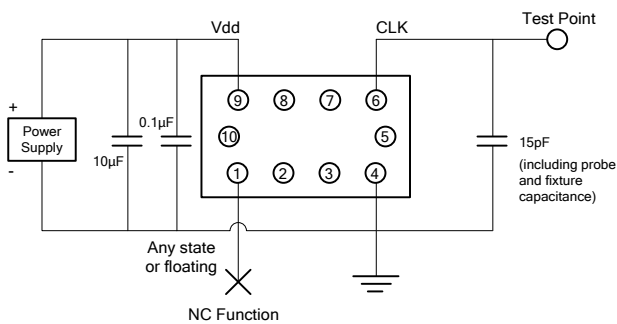 Vdd
CLK
Test Point
+
Power
Supply
-
10µF
0.1µF
9
8
7
6
10
5
1
2
3
4
15pF
(including probe
and fixture
capacitance)
Any state
or floating
NC Function